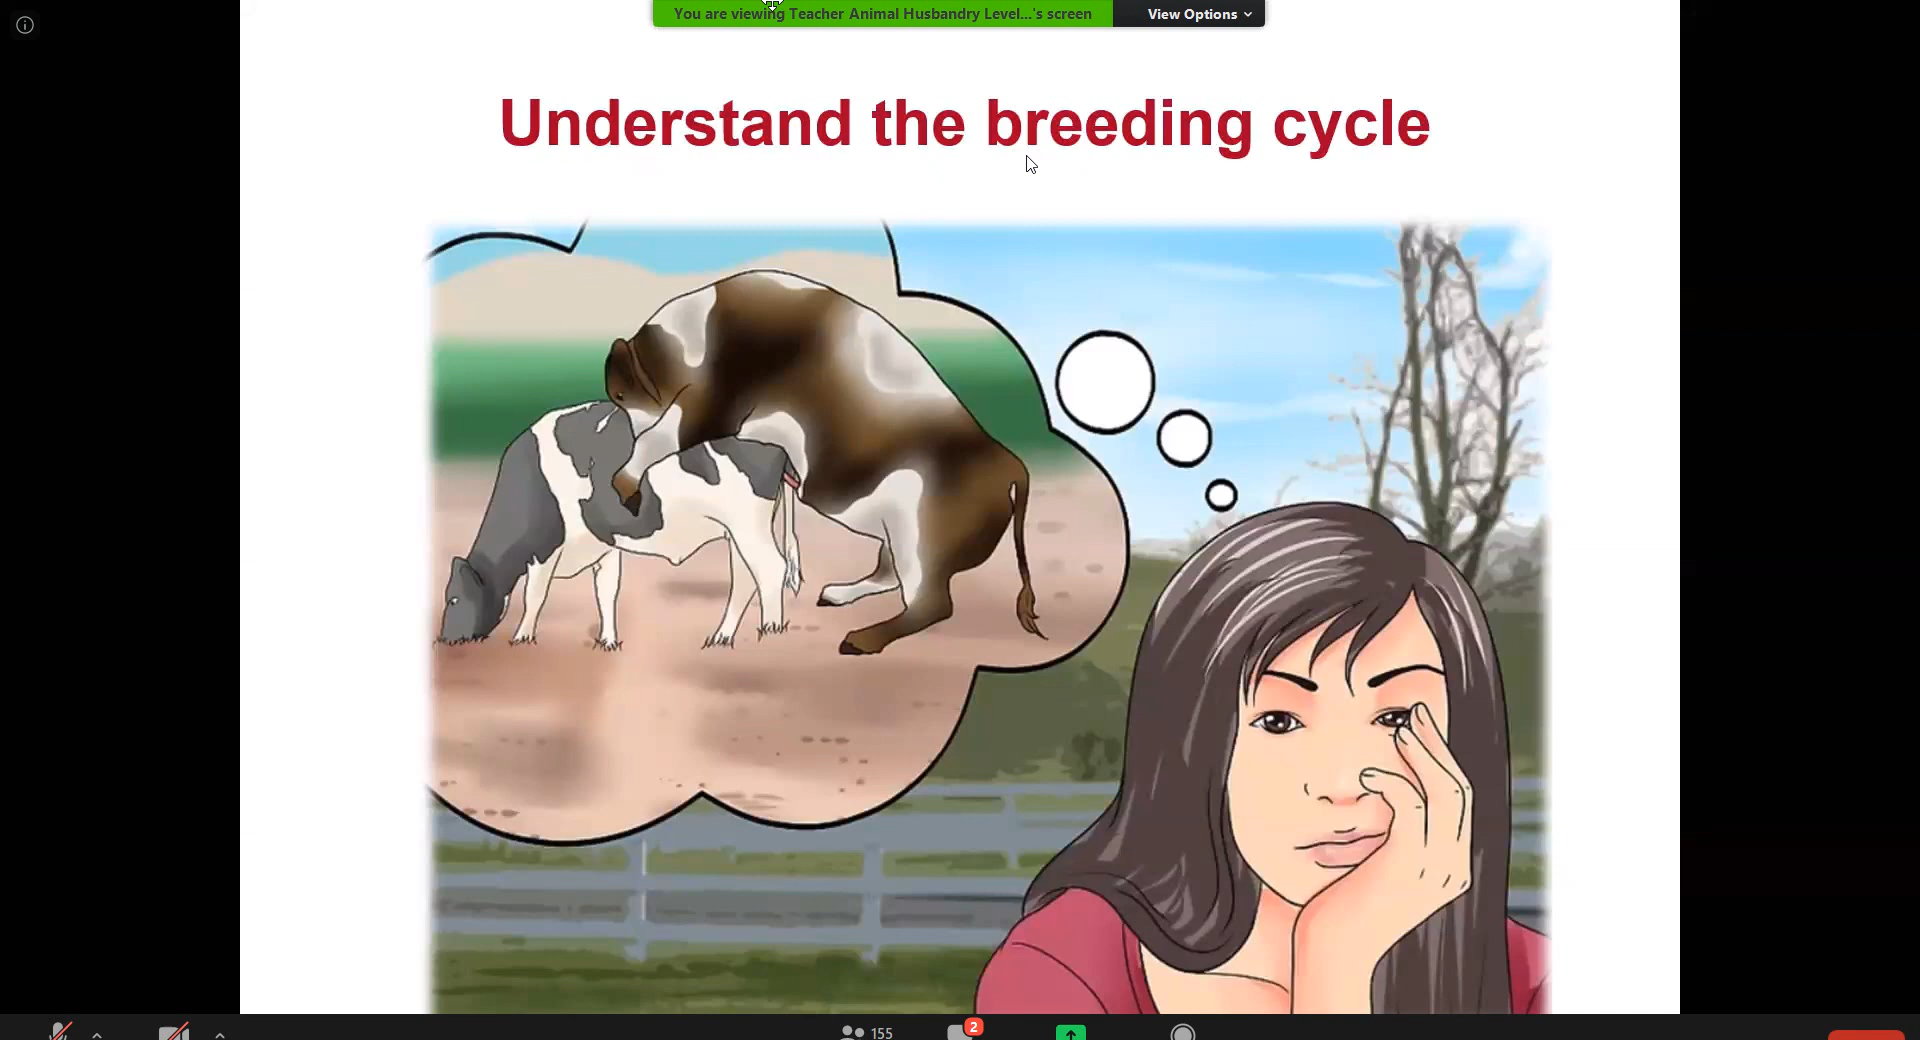 You are viewing Teacher Animal Husbandry Level...'s screen
View Options
Understand the breeding cycle
155
2